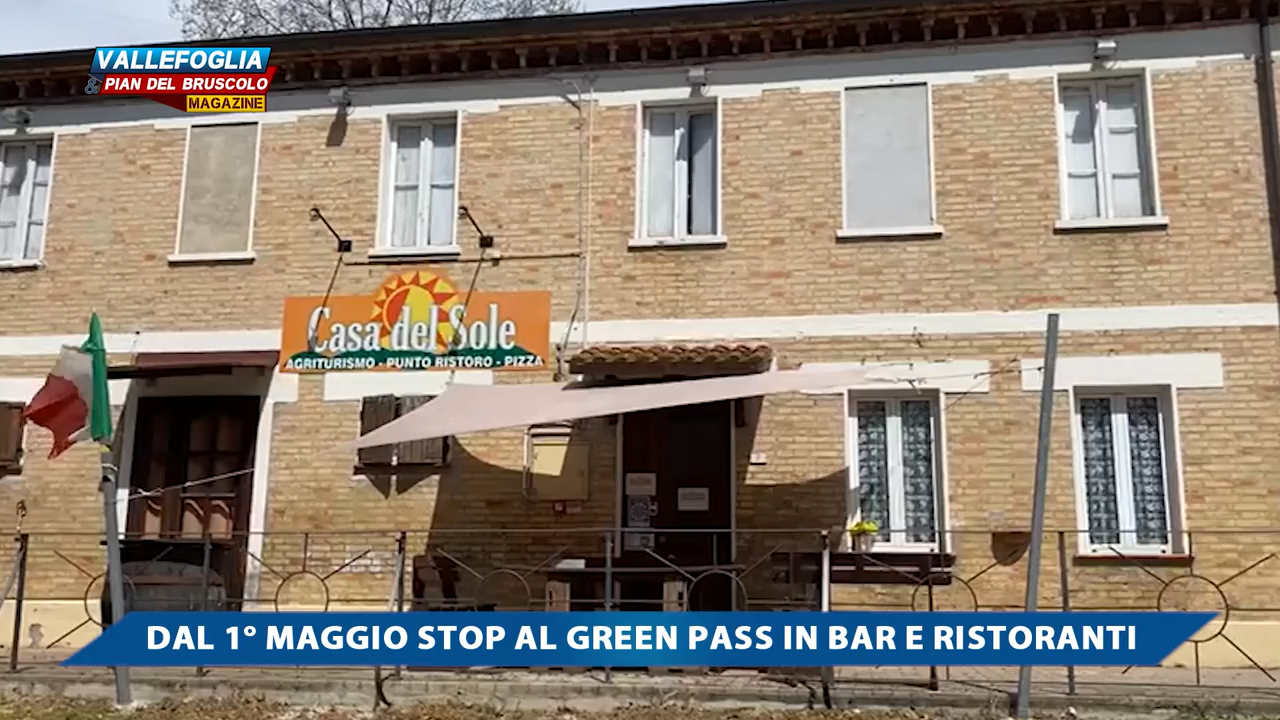 VALLEFOGLIA
& PIAN DEL BRUSCOLO
MAGAZINE
Casa del Sole
AGRITURISMO - PUNTO RISTORO - PIZZA
DAL 1° MAGGIO STOP AL GREEN PASS IN BAR E RISTORANTI